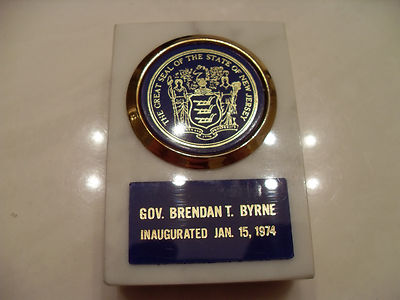 THE GREAT SEAL OF THE STATE OF NEW JERSEY
GOV. BRENDAN T. BYRNE
INAUGURATED JAN. 15, 1974